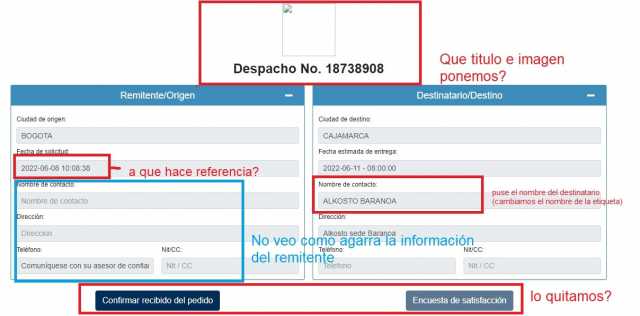 Despacho No. 18738908
Que titulo e imagen
ponemos?
Remitente/Origen
Destinatario/Destino
Ciudad de origen:
BOGOTA
Fecha de solicitud:
2022-06-08 10:08:38
a que hace referencia?
Nombre de contacto:
Nombre de contacto
Dirección:
Dirección
Teléfono:
Nit/CC:
Comuníquese con su asesor de confian
Nit / CC
Ciudad de destino:
CAJAMARCA
Fecha estimada de entrega:
2022-06-11 - 08:00:00
Nombre de contacto:
ALKOSTO BARANOA
puse el nombre del destinatario.
(cambiamos el nombre de la etiqueta)
Dirección:
Alkosto sede Baranoa
Teléfono:
Nit/CC:
Teléfono
Nit / CC
No veo como agarra la información
del remitente
Confirmar recibido del pedido
Encuesta de satisfacción
lo quitamos?